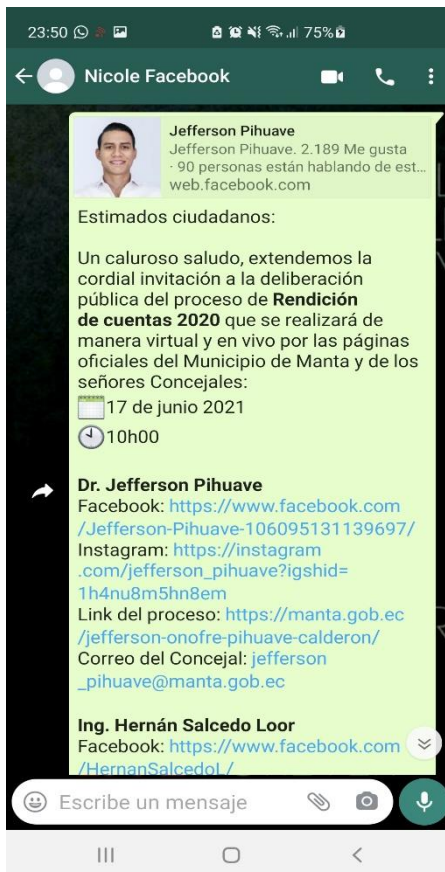 23:50 75%
Nicole Facebook
Jefferson Pihuave
Jefferson Pihuave. 2.189 Me gusta
· 90 personas están hablando de est...
web.facebook.com
Estimados ciudadanos:
Un caluroso saludo, extendemos la
cordial invitación a la deliberación
pública del proceso de Rendición
de cuentas 2020 que se realizará de
manera virtual y en vivo por las páginas
oficiales del Municipio de Manta y de los
señores Concejales:
17 de junio 2021
10h00
Dr. Jefferson Pihuave
Facebook: https://www.facebook.com
/Jefferson-Pihuave-106095131139697/
Instagram: https://instagram
.com/jefferson_pihuave?igshid=
1h4nu8m5hn8em
Link del proceso: https://manta.gob.ec
/jefferson-onofre-pihuave-calderon/
Correo del Concejal: jefferson
_pihuave@manta.gob.ec
Ing. Hernán Salcedo Loor
Facebook: https://www.facebook.com
/HernanSalcedoL/
Escribe un mensaje